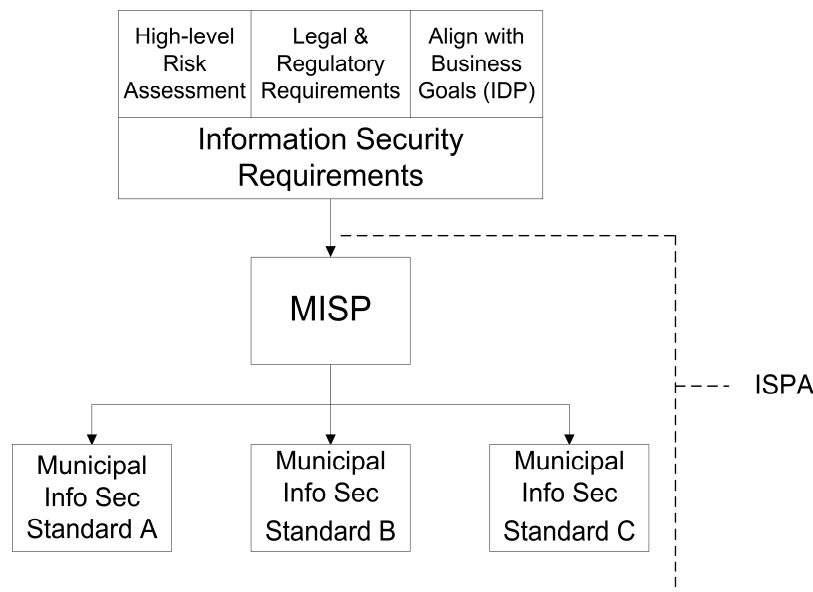 High-level
Risk
Assessment
Legal &
Regulatory
Requirements
Align with
Business
Goals (IDP)
Information Security
Requirements
MISP
ISPA
Municipal
Info Sec
Standard A
Municipal
Info Sec
Standard B
Municipal
Info Sec
Standard C